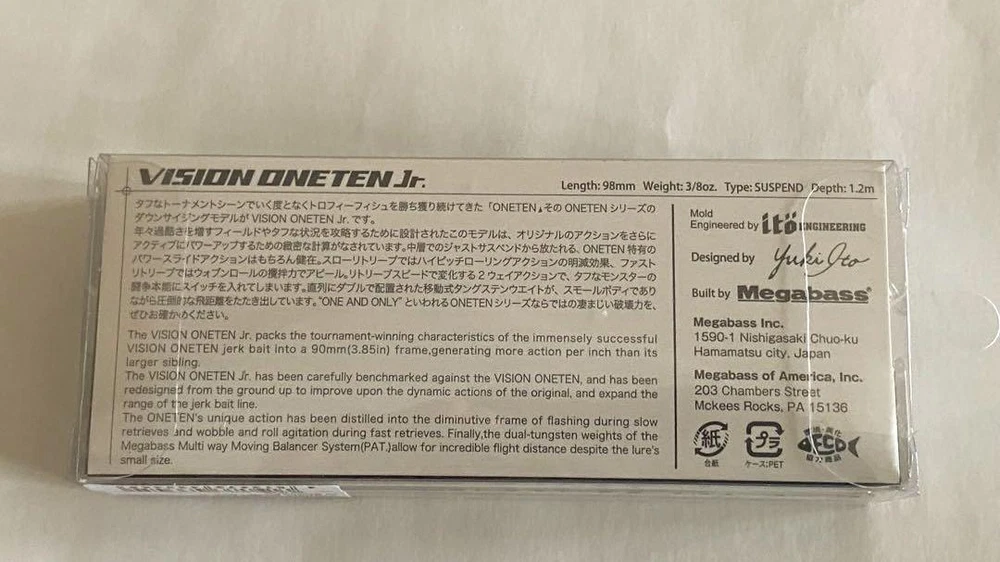 VISION ONETEN Jr.
Length: 98mm Weight: 3/8oz. Type: SUSPEND Depth: 1.2m
タフなトーナメントシーンでいく度となくトロフィーフィッシュを勝ち獲り続けてきた「ONETEN」その ONETEN シリーズの
ダウンサイジングモデルが VISION ONETEN Jr. です。
年々過酷さを増すフィールドやタフな状況を攻略するために設計されたこのモデルは、オリジナルのアクションをさらに
アクティブにパワーアップするための緻密な計算がなされています。中層でのジャストサスペンドから放たれる、ONETEN 特有の
パワースライドアクションはもちろん健在。スローリトリーブではハイピッチローリングアクションの明滅効果、ファスト
リトリーブではウォブンロールの攪拌力でアピール。リトリーブスピードで変化する2ウェイアクションで、タフなモンスターの
闘争本能にスイッチを入れてしまいます。直列にダブルで配置された移動式タングステンウエイトが、スモールボディであり
ながら圧倒的な飛距離をたたき出しています。"ONE AND ONLY" といわれる ONETEN シリーズならではの凄まじい破壊力を、
ぜひお確かめください。
The VISION ONETEN Jr. packs the tournament-winning characteristics of the immensely successful
VISION ONETEN jerk bait into a 90mm(3.85in) frame,generating more action per inch than its
larger sibling.
The VISION ONETEN Jr. has been carefully benchmarked against the VISION ONETEN, and has been
redesigned from the ground up to improve upon the dynamic actions of the original, and expand the
range of the jerk bait line.
The ONETEN's unique action has been distilled into the diminutive frame of flashing during slow
retrieves and wobble and roll agitation during fast retrieves. Finally,the dual-tungsten weights of the
Megabass Multi way Moving Balancer System(PAT.)allow for incredible flight distance despite the lure's
small size.
Mold
Engineered by itö ENGINEERING
Designed by Yuki Ito
Built by Megabass®
Megabass Inc.
1590-1 Nishigasaki Chuo-ku
Hamamatsu city, Japan
Megabass of America, Inc.
203 Chambers Street
Mckees Rocks, PA 15136
紙 プラ ECO
台紙 ケース:PET 協力商品